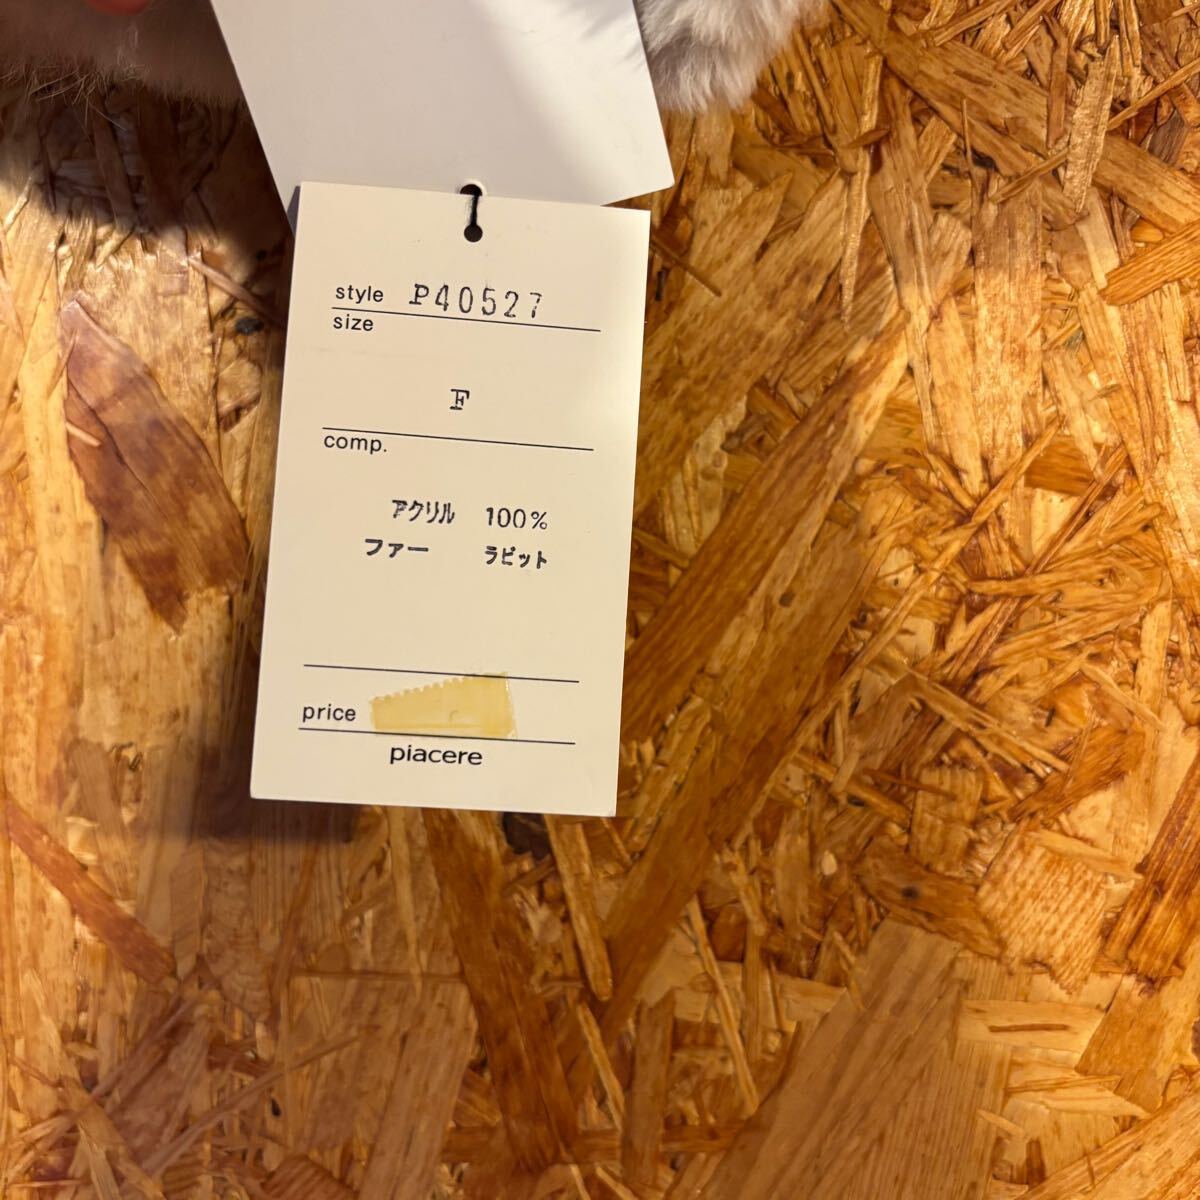 style P40527
size
F
comp.
アクリル 100%
ファー ラビット
price
piacere